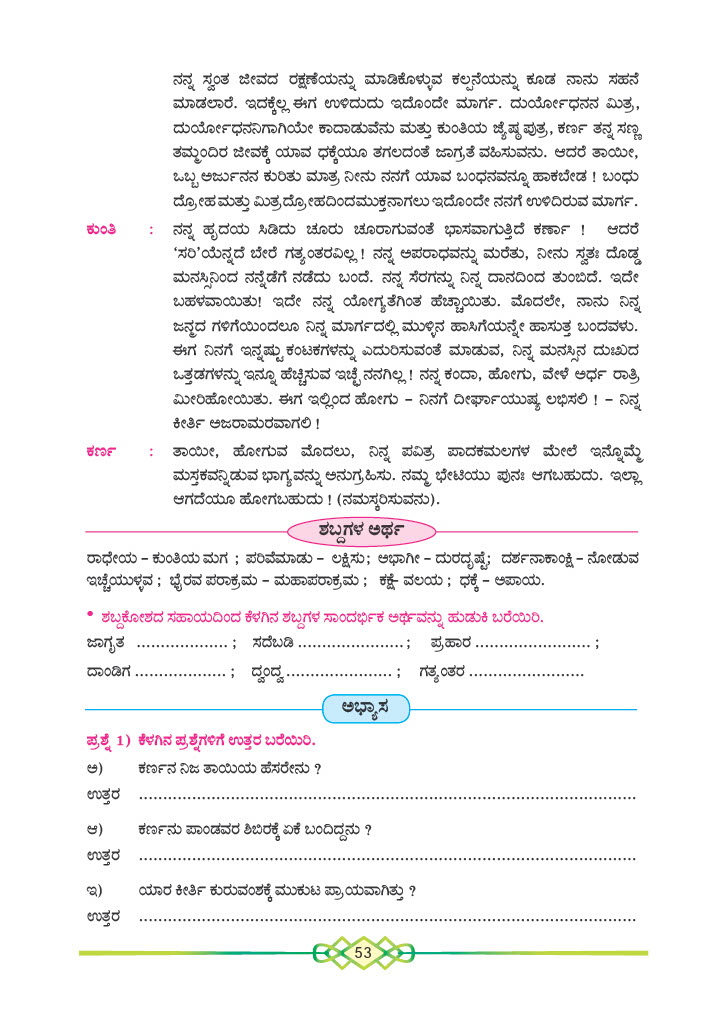 ನನ್ನ ಸ್ವಂತ ಜೀವದ ರಕ್ಷಣೆಯನ್ನು ಮಾಡಿಕೊಳ್ಳುವ ಕಲ್ಪನೆಯನ್ನು ಕೂಡ ನಾನು ಸಹನೆ
ಮಾಡಲಾರೆ. ಇದಕ್ಕೆಲ್ಲ ಈಗ ಉಳಿದುದು ಇದೊಂದೇ ಮಾರ್ಗ. ದುರ್ಯೋಧನನ ಮಿತ್ರ,
ದುರ್ಯೋಧನನಿಗಾಗಿಯೇ ಕಾದಾಡುವೆನು ಮತ್ತು ಕುಂತಿಯ ಜ್ಯೆಷ್ಠಪುತ್ರ, ಕರ್ಣ ತನ್ನ ಸಣ್ಣ
ತಮ್ಮಂದಿರ ಜೀವಕ್ಕೆ ಯಾವ ಧಕ್ಕೆಯೂ ತಗಲದಂತೆ ಜಾಗ್ರತೆ ವಹಿಸುವನು. ಆದರೆ ತಾಯೀ,
ಒಬ್ಬ ಅರ್ಜುನನ ಕುರಿತು ಮಾತ್ರ ನೀನು ನನಗೆ ಯಾವ ಬಂಧನವನ್ನೂ ಹಾಕಬೇಡ ! ಬಂಧು
ದ್ರೋಹಮತ್ತು ಮಿತ್ರದ್ರೋಹದಿಂದಮುಕ್ತನಾಗಲು ಇದೊಂದೇ ನನಗೆ ಉಳಿದಿರುವ ಮಾರ್ಗ.
ಕುಂತಿ : ನನ್ನ ಹೃದಯ ಸಿಡಿದು ಚೂರು ಚೂರಾಗುವಂತೆ ಭಾಸವಾಗುತ್ತಿದೆ ಕರ್ಣಾ ! ಆದರೆ
‘ಸರಿ’ಯೆನ್ನದೆ ಬೇರೆ ಗತ್ಯಂತರವಿಲ್ಲ ! ನನ್ನ ಅಪರಾಧವನ್ನು ಮರೆತು, ನೀನು ಸ್ವತಃ ದೊಡ್ಡ
ಮನಸ್ಸಿನಿಂದ ನನ್ನೆಡೆಗೆ ನಡೆದು ಬಂದೆ. ನನ್ನ ಸೆರಗನ್ನು ನಿನ್ನ ದಾನದಿಂದ ತುಂಬಿದೆ. ಇದೇ
ಬಹಳವಾಯಿತು! ಇದೇ ನನ್ನ ಯೋಗ್ಯತೆಗಿಂತ ಹೆಚ್ಚಾಯಿತು. ಮೊದಲೇ, ನಾನು ನಿನ್ನ
ಜನ್ಮದ ಗಳಿಗೆಯಿಂದಲೂ ನಿನ್ನ ಮಾರ್ಗದಲ್ಲಿ ಮುಳ್ಳಿನ ಹಾಸಿಗೆಯನ್ನೇ ಹಾಸುತ್ತ ಬಂದವಳು.
ಈಗ ನಿನಗೆ ಇನ್ನಷ್ಟು ಕಂಟಕಗಳನ್ನು ಎದುರಿಸುವಂತೆ ಮಾಡುವ, ನಿನ್ನ ಮನಸ್ಸಿನ ದುಃಖದ
ಒತ್ತಡಗಳನ್ನು ಇನ್ನೂ ಹೆಚ್ಚಿಸುವ ಇಚ್ಛೆ ನನಗಿಲ್ಲ ! ನನ್ನ ಕಂದಾ, ಹೋಗು, ವೇಳೆ ಅರ್ಧ ರಾತ್ರಿ
ಮೀರಿಹೋಯಿತು. ಈಗ ಇಲ್ಲಿಂದ ಹೋಗು – ನಿನಗೆ ದೀರ್ಘಾಯುಷ್ಯ ಲಭಿಸಲಿ ! – ನಿನ್ನ
ಕೀರ್ತಿ ಅಜರಾಮರವಾಗಲಿ !
ಕರ್ಣ : ತಾಯೀ, ಹೋಗುವ ಮೊದಲು, ನಿನ್ನ ಪವಿತ್ರ ಪಾದಕಮಲಗಳ ಮೇಲೆ ಇನ್ನೊಮ್ಮೆ
ಮಸ್ತಕವನ್ನಿಡುವ ಭಾಗ್ಯವನ್ನು ಅನುಗ್ರಹಿಸು. ನಮ್ಮ ಭೇಟಿಯು ಪುನಃ ಆಗಬಹುದು. ಇಲ್ಲಾ
ಆಗದೆಯೂ ಹೋಗಬಹುದು ! (ನಮಸ್ಕರಿಸುವನು).
ಶಬ್ದಗಳ ಅರ್ಥ
ರಾಧೇಯ – ಕುಂತಿಯ ಮಗ ; ಪರಿವೆಮಾಡು – ಲಕ್ಷಿಸು; ಅಭಾಗೀ – ದುರದೃಷ್ಟೆ; ದರ್ಶನಾಕಾಂಕ್ಷಿ – ನೋಡುವ
ಇಚ್ಛೆಯುಳ್ಳವ ; ಭೈರವ ಪರಾಕ್ರಮ – ಮಹಾಪರಾಕ್ರಮ ; ಕಕ್ಷೆ– ವಲಯ ; ಧಕ್ಕೆ – ಅಪಾಯ.
• ಶಬ್ದಕೋಶದ ಸಹಾಯದಿಂದ ಕೆಳಗಿನ ಶಬ್ದಗಳ ಸಾಂದರ್ಭಿಕ ಅರ್ಥವನ್ನು ಹುಡುಕಿ ಬರೆಯಿರಿ.
ಜಾಗೃತ ................... ; ಸದೆಬಡಿ ...................... ; ಪ್ರಹಾರ ........................ ;
ದಾಂಡಿಗ ................... ; ದ್ವಂದ್ವ ...................... ; ಗತ್ಯಂತರ ........................
ಅಭ್ಯಾಸ
ಪ್ರಶ್ನೆ 1) ಕೆಳಗಿನ ಪ್ರಶ್ನೆಗಳಿಗೆ ಉತ್ತರ ಬರೆಯಿರಿ.
ಅ) ಕರ್ಣನ ನಿಜ ತಾಯಿಯ ಹೆಸರೇನು ?
ಉತ್ತರ .......................................................................................................
ಆ) ಕರ್ಣನು ಪಾಂಡವರ ಶಿಬಿರಕ್ಕೆ ಏಕೆ ಬಂದಿದ್ದನು ?
ಉತ್ತರ .......................................................................................................
ಇ) ಯಾರ ಕೀರ್ತಿ ಕುರುವಂಶಕ್ಕೆ ಮುಕುಟ ಪ್ರಾಯವಾಗಿತ್ತು ?
ಉತ್ತರ .......................................................................................................
53